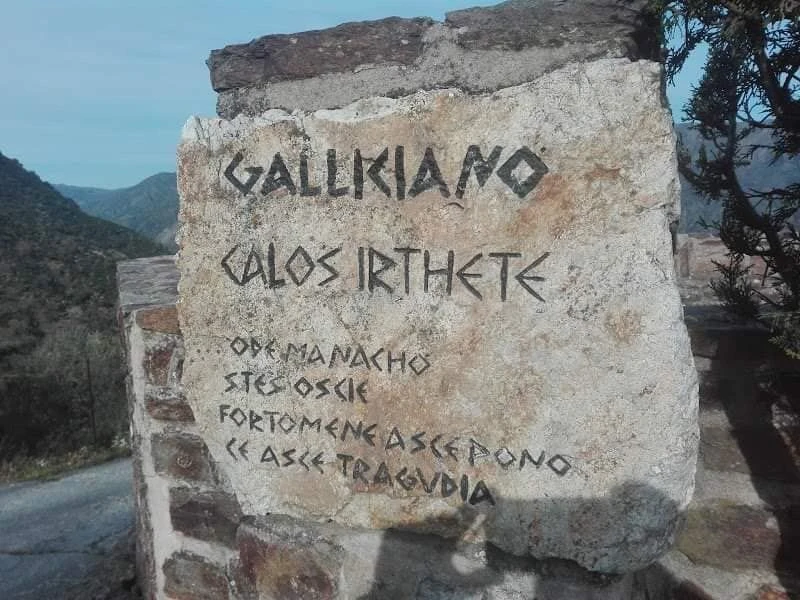 GALLICIANO
CALOS IRTHETE
....ODE MANACHO
STES OSCIE
FORTOMENE ASCE PONO
CE ASCE TRAGUDIA